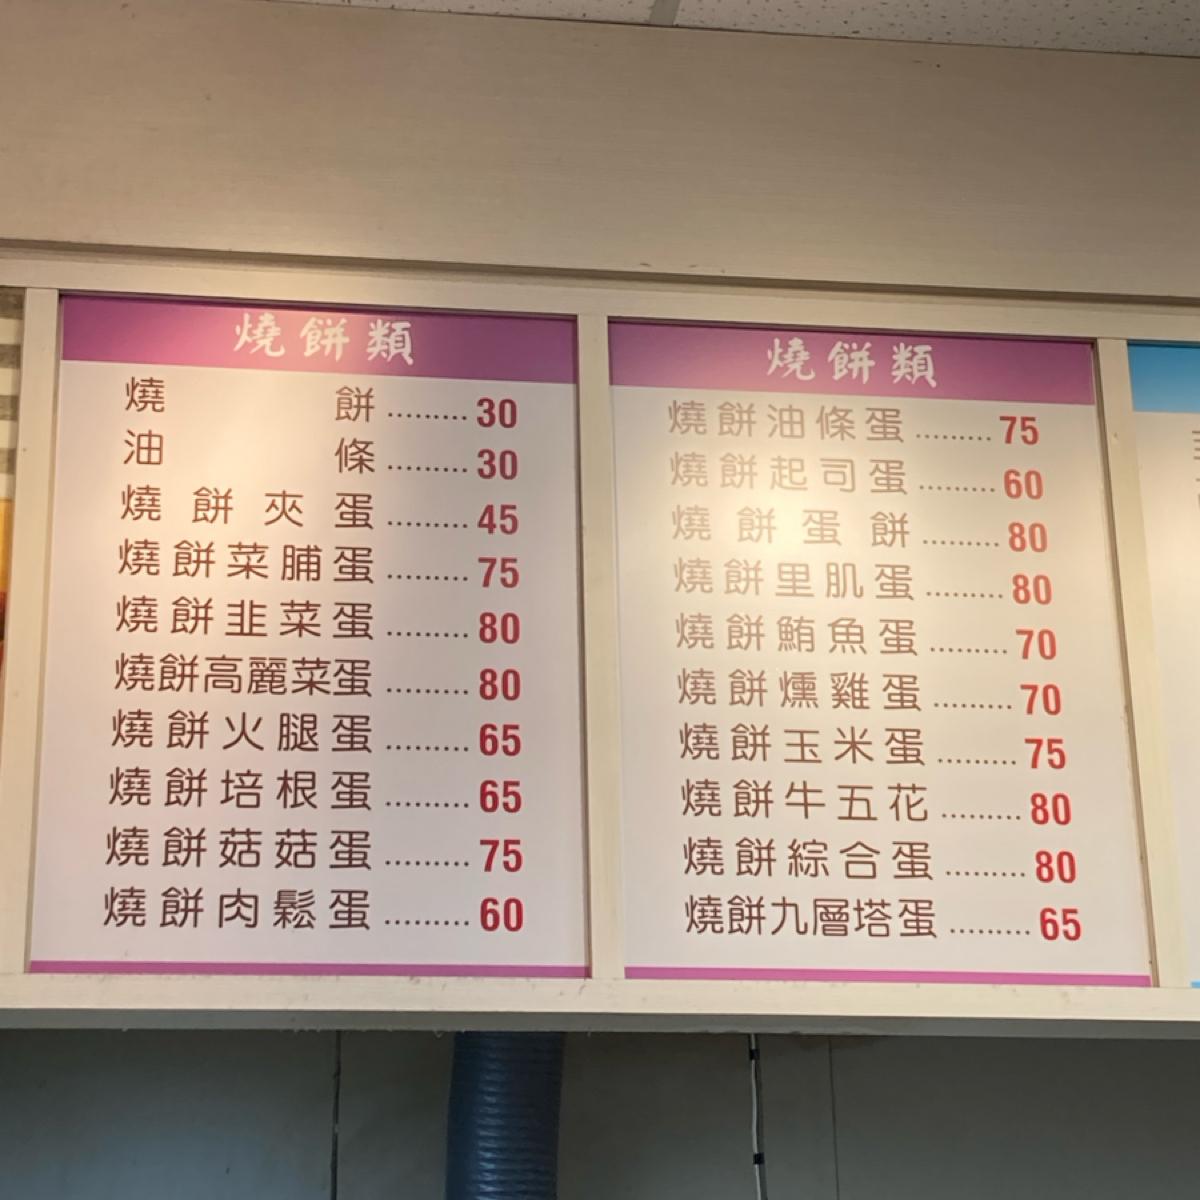 燒餅類
燒餅.........30
油條.........30
燒餅夾蛋.........45
燒餅菜脯蛋.........75
燒餅韭菜蛋.........80
燒餅高麗菜蛋.........80
燒餅火腿蛋.........65
燒餅培根蛋.........65
燒餅菇菇蛋.........75
燒餅肉鬆蛋.........60
燒餅類
燒餅油條蛋.........75
燒餅起司蛋.........60
燒餅蛋餅.........80
燒餅里肌蛋.........80
燒餅鮪魚蛋.........70
燒餅燻雞蛋.........70
燒餅玉米蛋.........75
燒餅牛五花.........80
燒餅綜合蛋.........80
燒餅九層塔蛋.........65